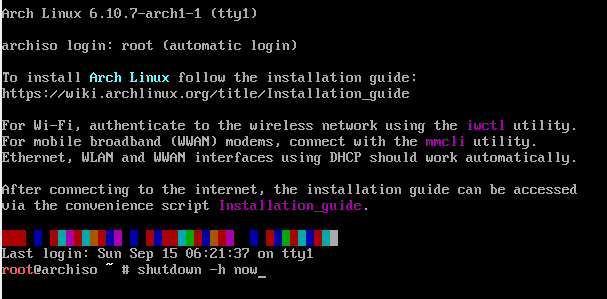 Arch Linux 6.10.7-arch1-1 (tty1)
archiso login: root (automatic login)
To install Arch Linux follow the installation guide:
https://wiki.archlinux.org/title/Installation_guide
For Wi-Fi, authenticate to the wireless network using the iwctl utility.
For mobile broadband (WWAN) modems, connect with the mmcli utility.
Ethernet, WLAN and WWAN interfaces using DHCP should work automatically.
After connecting to the internet, the installation guide can be accessed
via the convenience script Installation_guide.
Last login: Sun Sep 15 06:21:37 on tty1
root@archiso ~ # shutdown -h now_